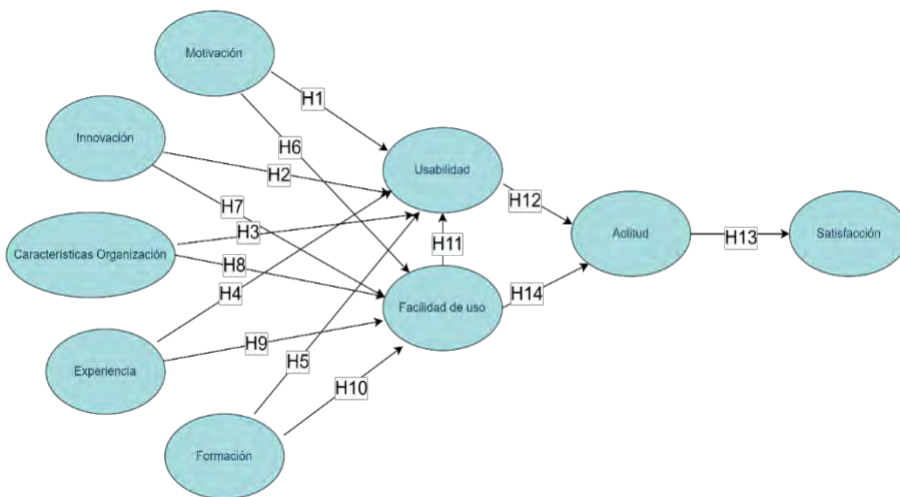 Motivación
H1
Innovación
H6
Usabilidad
H2
H12
H7
H3
Actitud
H13
Satisfacción
Características Organización
H11
H8
H4
H14
Facilidad de uso
H9
Experiencia
H5
H10
Formación